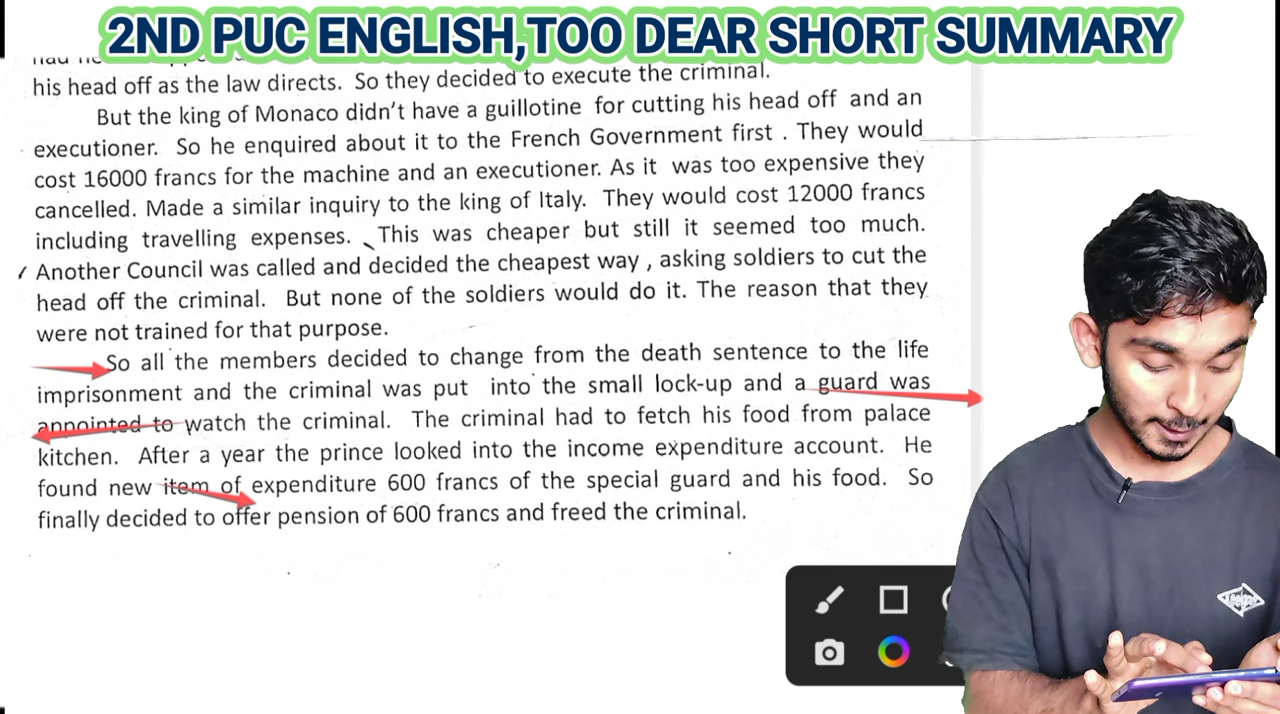 2ND PUC ENGLISH,TOO DEAR SHORT SUMMARY
his head off as the law directs. So they decided to execute the criminal.
But the king of Monaco didn't have a guillotine for cutting his head off and an
executioner. So he enquired about it to the French Government first . They would
cost 16000 francs for the machine and an executioner. As it was too expensive they
cancelled. Made a similar inquiry to the king of Italy. They would cost 12000 francs
including travelling expenses. This was cheaper but still it seemed too much.
Another Council was called and decided the cheapest way , asking soldiers to cut the
head off the criminal. But none of the soldiers would do it. The reason that they
were not trained for that purpose.
So all the members decided to change from the death sentence to the life
imprisonment and the criminal was put into the small lock-up and a guard was
appointed to watch the criminal. The criminal had to fetch his food from palace
kitchen. After a year the prince looked into the income expenditure account. He
found new item of expenditure 600 francs of the special guard and his food. So
finally decided to offer pension of 600 francs and freed the criminal.